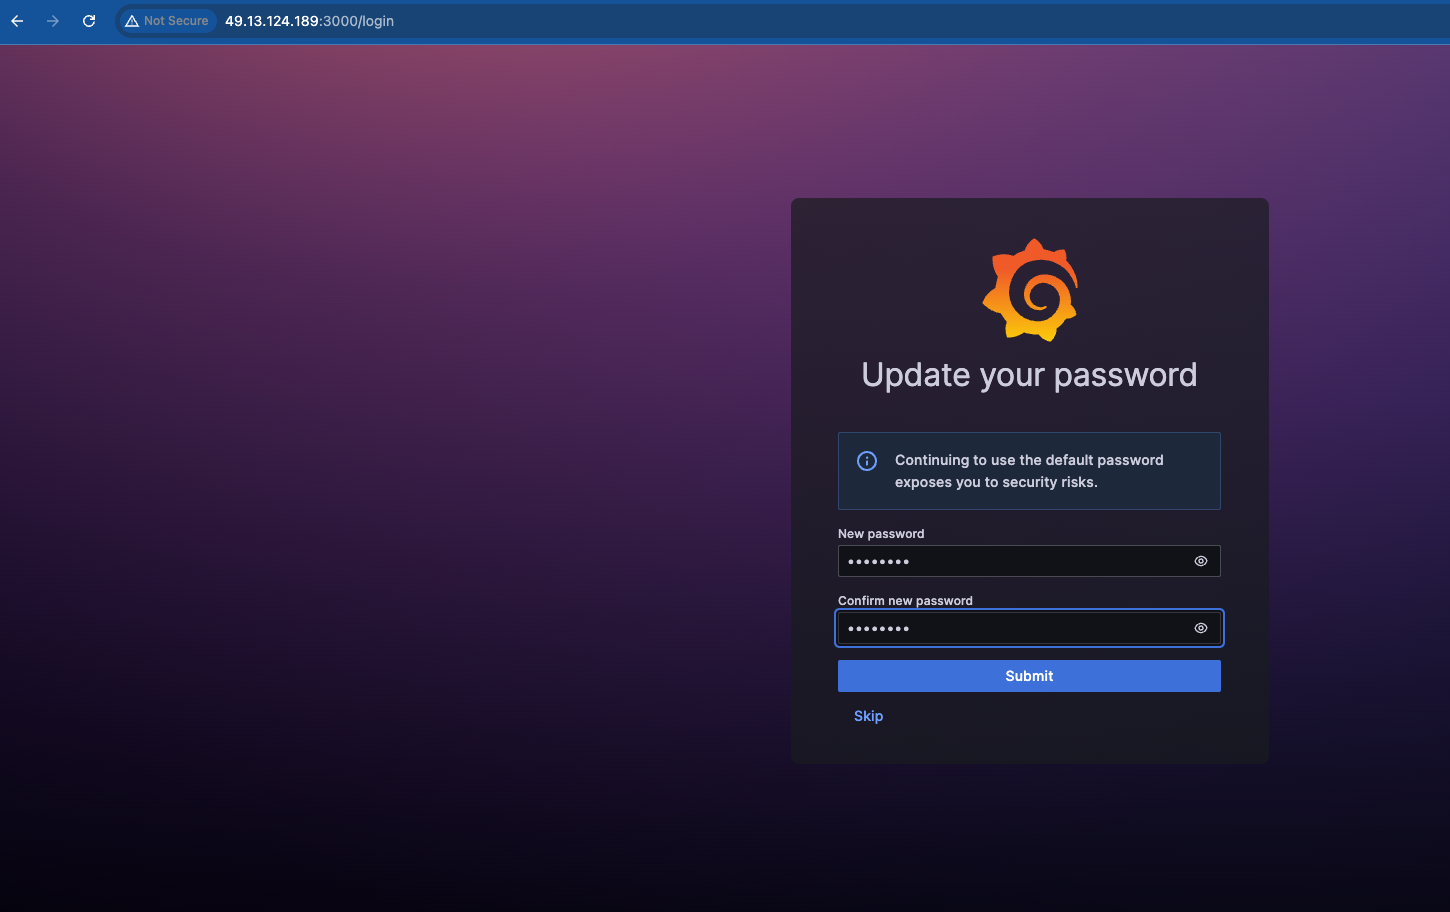 Not Secure 49.13.124.189:3000/login
Update your password
Continuing to use the default password
exposes you to security risks.
New password
••••••••
Confirm new password
••••••••
Submit
Skip